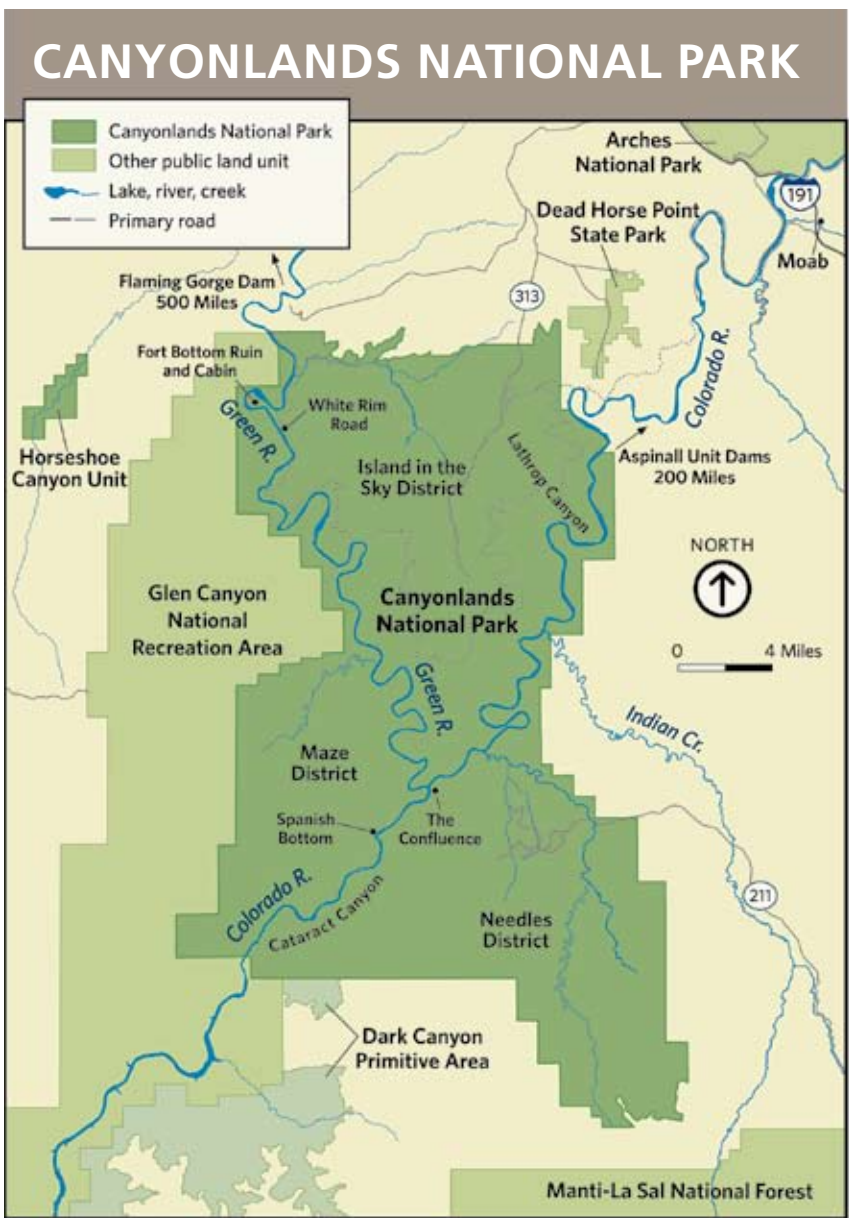 CANYONLANDS NATIONAL PARK
Canyonlands National Park
Other public land unit
Lake, river, creek
Primary road
Arches
National Park
191
Dead Horse Point
State Park
Moab
Flaming Gorge Dam
500 Miles
313
Fort Bottom Ruin
and Cabin
Colorado R.
Green R.
White Rim
Road
Horseshoe
Canyon Unit
Island in the
Sky District
Lathrop Canyon
Aspinall Unit Dams
200 Miles
NORTH
Glen Canyon
National
Recreation Area
Canyonlands
National Park
0 4 Miles
Green R.
Indian Cr.
Maze
District
Spanish
Bottom
The
Confluence
Colorado R.
Cataract Canyon
211
Needles
District
Dark Canyon
Primitive Area
Manti-La Sal National Forest